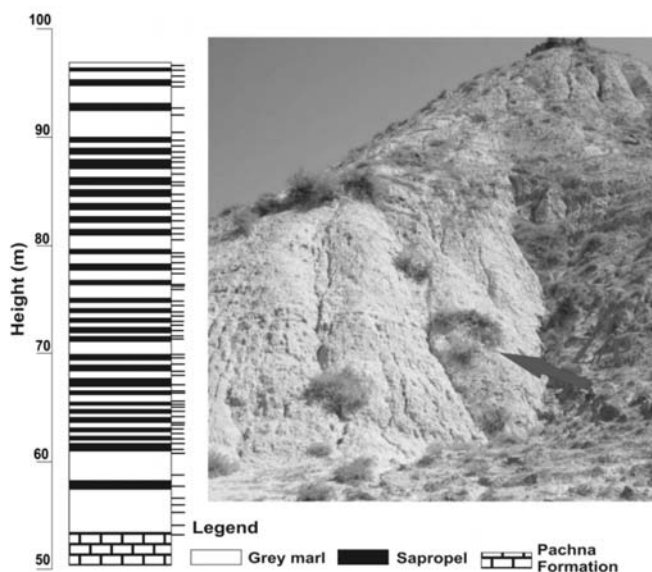 100
90
80
70
60
50
Height (m)
Legend
Grey marl
Sapropel
Pachna
Formation